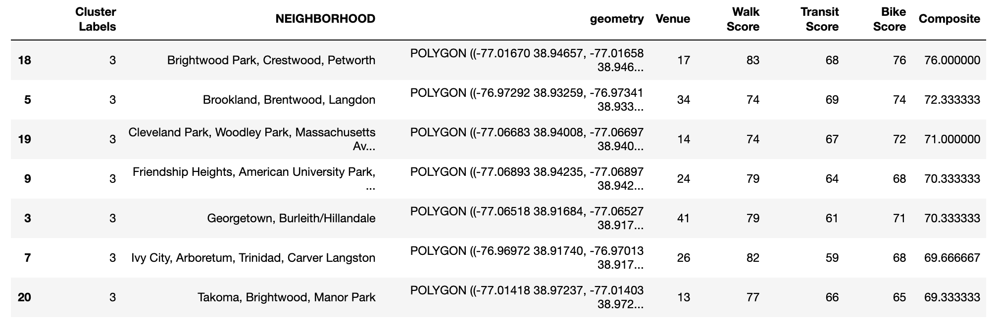 Cluster Labels NEIGHBORHOOD geometry Venue Walk Score Transit Score Bike Score Composite
18 3 Brightwood Park, Crestwood, Petworth POLYGON ((-77.01670 38.94657, -77.01658 38.946... 17 83 68 76 76.000000
5 3 Brookland, Brentwood, Langdon POLYGON ((-76.97292 38.93259, -76.97341 38.933... 34 74 69 74 72.333333
19 3 Cleveland Park, Woodley Park, Massachusetts Av... POLYGON ((-77.06683 38.94008, -77.06697 38.940... 14 74 67 72 71.000000
9 3 Friendship Heights, American University Park, ... POLYGON ((-77.06893 38.94235, -77.06897 38.942... 24 79 64 68 70.333333
3 3 Georgetown, Burleith/Hillandale POLYGON ((-77.06518 38.91684, -77.06527 38.917... 41 79 61 71 70.333333
7 3 Ivy City, Arboretum, Trinidad, Carver Langston POLYGON ((-76.96972 38.91740, -76.97013 38.917... 26 82 59 68 69.666667
20 3 Takoma, Brightwood, Manor Park POLYGON ((-77.01418 38.97237, -77.01403 38.972... 13 77 66 65 69.333333